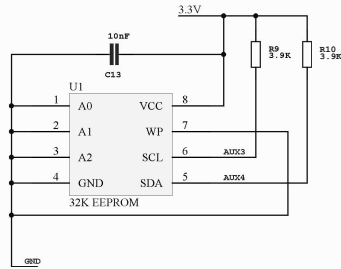 3.3V
10nF
C13
R9
3.9K
R10
3.9K
U1
1 A0 VCC 8
2 A1 WP 7
3 A2 SCL 6 AUX3
4 GND SDA 5 AUX4
32K EEPROM
GND